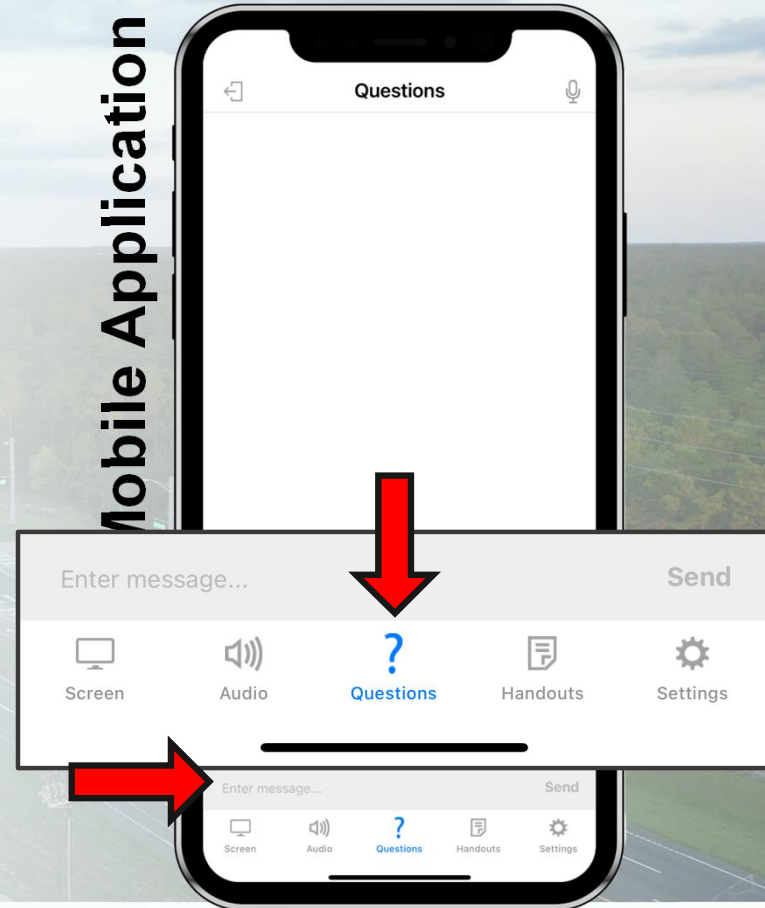 Mobile Application
Questions
Enter message... Send
Screen Audio Questions Handouts Settings
Enter message... Send
Screen Audio Questions Handouts Settings